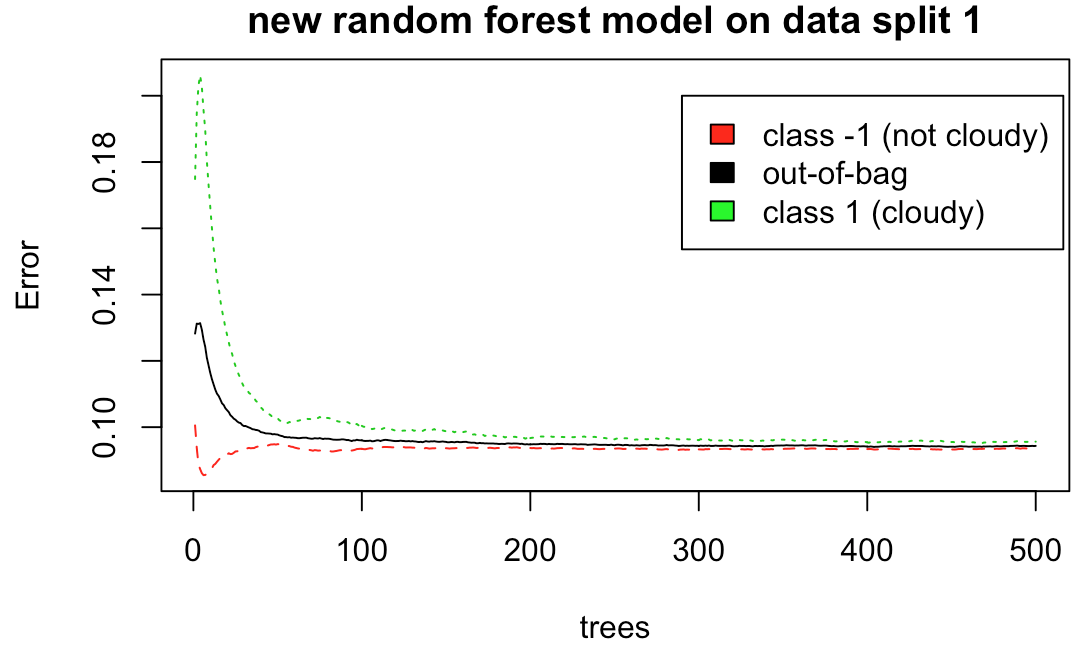 new random forest model on data split 1
class -1 (not cloudy)
out-of-bag
class 1 (cloudy)
Error
0.18
0.14
0.10
0 100 200 300 400 500
trees